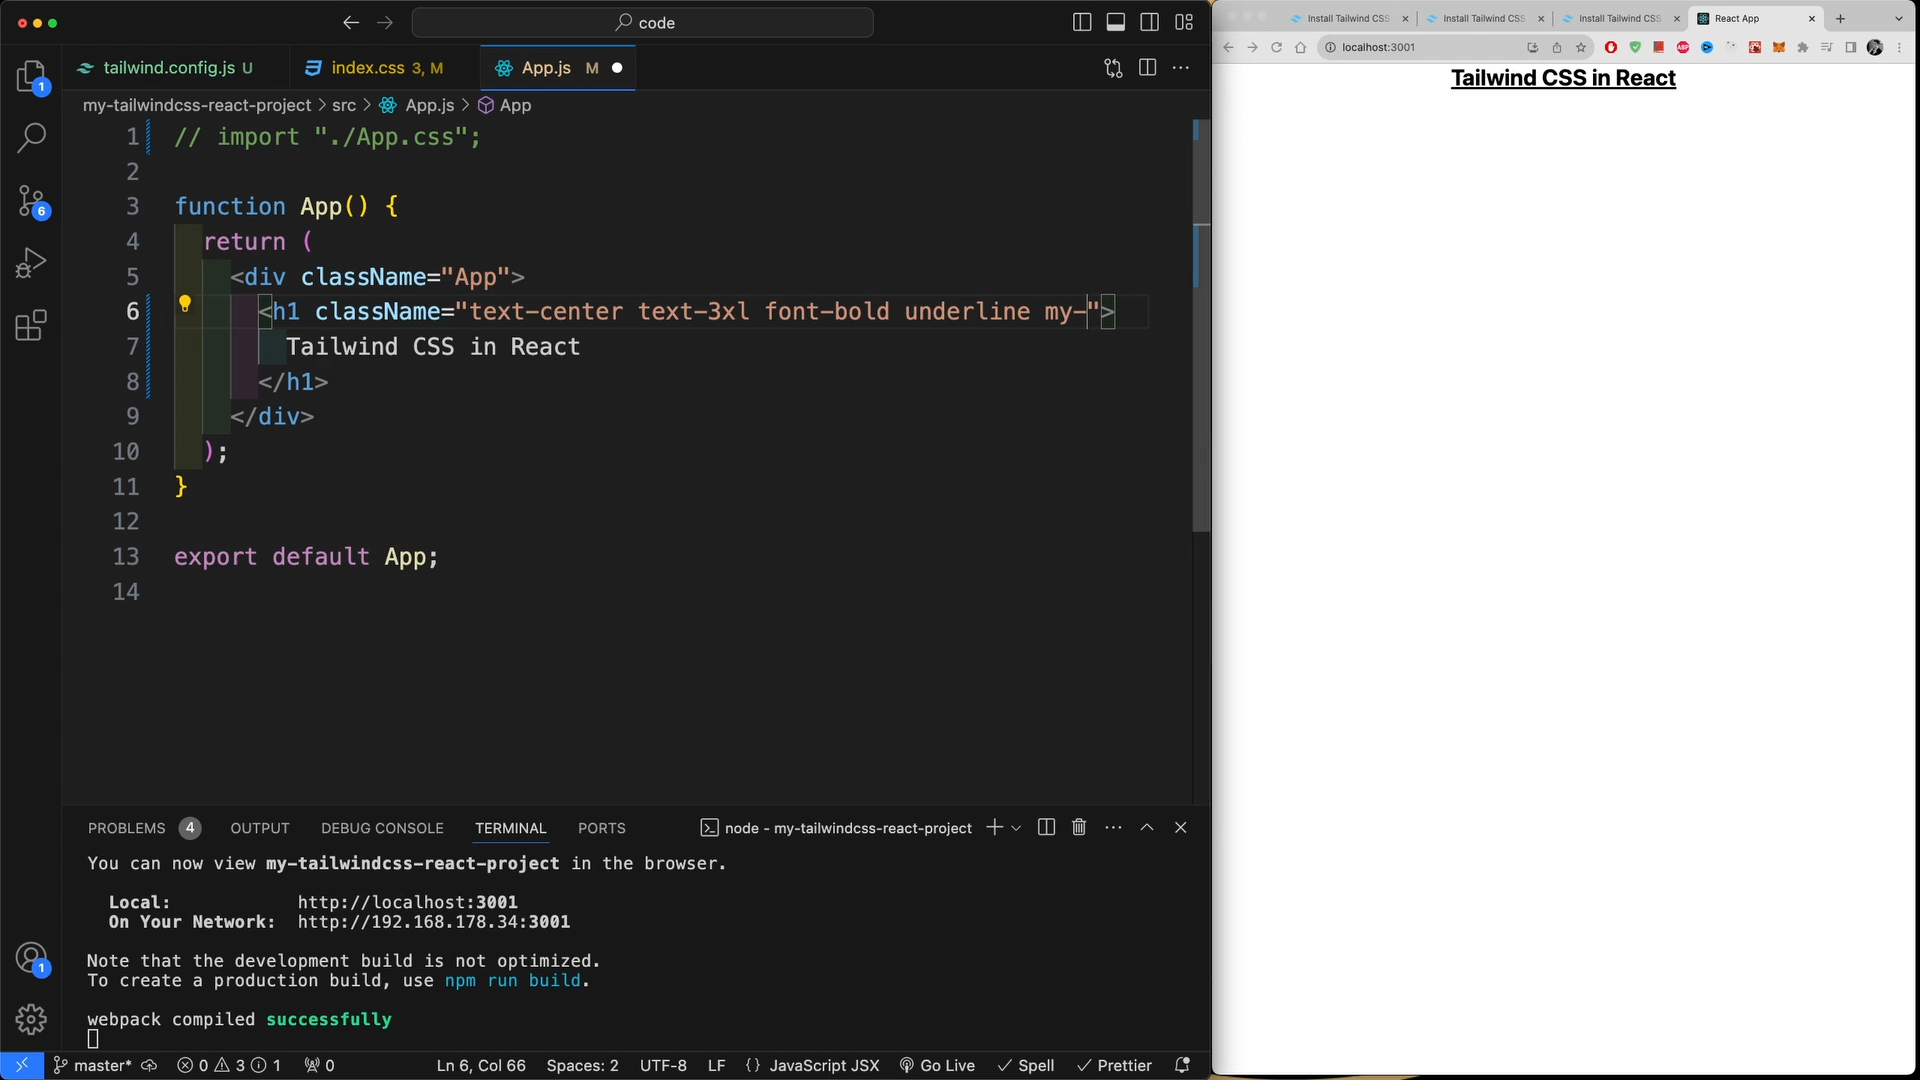 code
tailwind.config.js U
index.css 3, M
App.js M
my-tailwindcss-react-project > src > App.js > App
1 // import "./App.css";
2
3 function App() {
4 return (
5 <div className="App">
6 <h1 className="text-center text-3xl font-bold underline my-">
7 Tailwind CSS in React
8 </h1>
9 </div>
10 );
11 }
12
13 export default App;
14
1
6
1
PROBLEMS 4 OUTPUT DEBUG CONSOLE TERMINAL PORTS node - my-tailwindcss-react-project
You can now view my-tailwindcss-react-project in the browser.
Local: http://localhost:3001
On Your Network: http://192.168.178.34:3001
Note that the development build is not optimized.
To create a production build, use npm run build.
webpack compiled successfully
master* 0 3 1 0 Ln 6, Col 66 Spaces: 2 UTF-8 LF {} JavaScript JSX Go Live Spell Prettier
Install Tailwind CSS Install Tailwind CSS Install Tailwind CSS React App
localhost:3001
ABP
Tailwind CSS in React